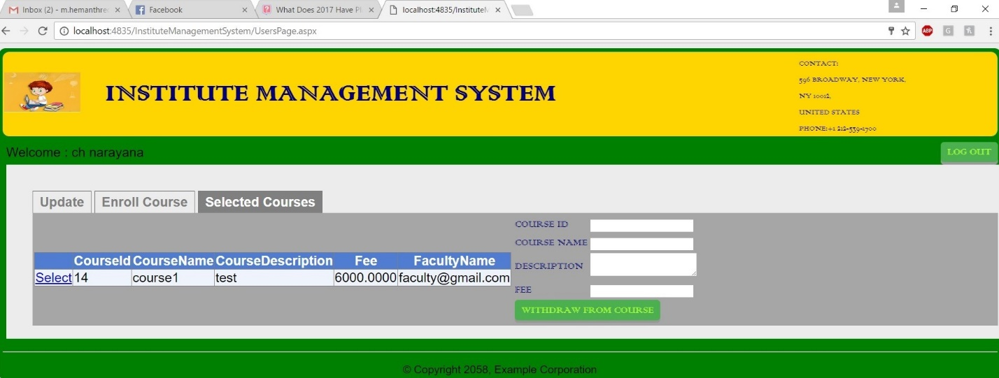 Inbox (2) - m.hemanthre
Facebook
What Does 2017 Have Pl
localhost:4835/InstituteM
localhost:4835/InstituteManagementSystem/UsersPage.aspx
ABP
G
INSTITUTE MANAGEMENT SYSTEM
CONTACT:
596 BROADWAY, NEW YORK,
NY 10012,
UNITED STATES
PHONE:+1 212-539-1700
Welcome : ch narayana
LOG OUT
Update
Enroll Course
Selected Courses
CourseId CourseName CourseDescription Fee FacultyName
Select 14 course1 test 6000.0000 faculty@gmail.com
COURSE ID
COURSE NAME
DESCRIPTION
FEE
WITHDRAW FROM COURSE
© Copyright 2058, Example Corporation